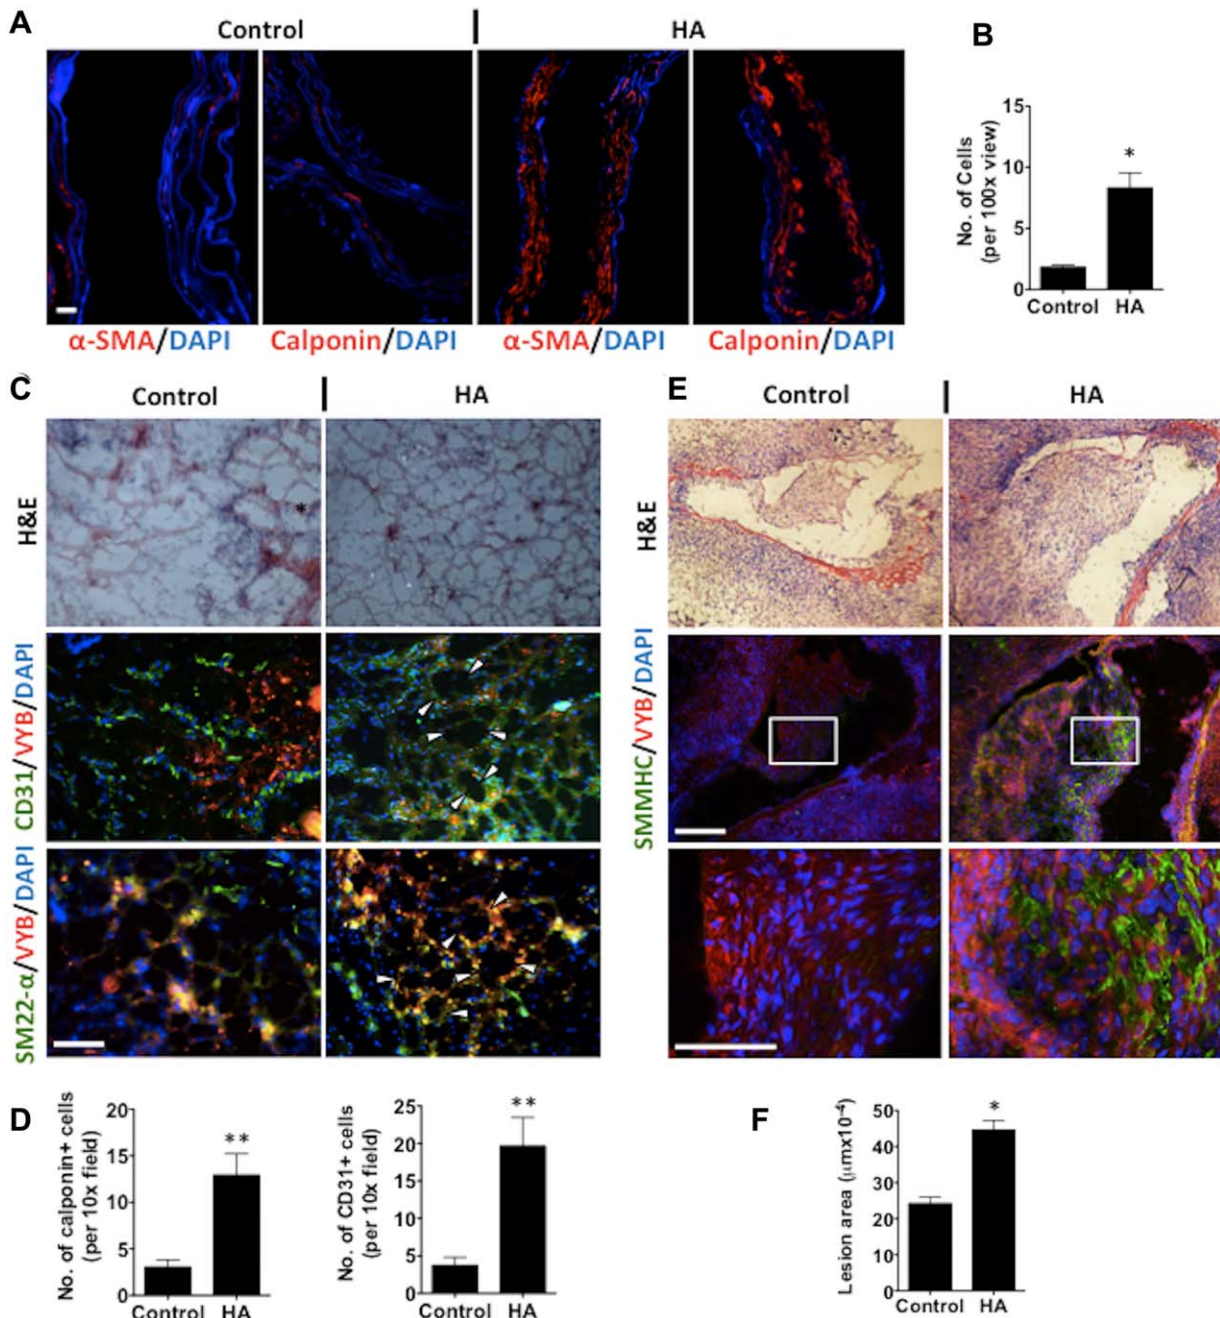 A
Control
HA
α-SMA/DAPI
Calponin/DAPI
α-SMA/DAPI
Calponin/DAPI
B
No. of Cells
(per 100x view)
15
10
5
0
*
Control
HA
C
Control
HA
H&E
*
CD31/VYB/DAPI
SM22-α/VYB/DAPI
E
Control
HA
H&E
SMMHC/VYB/DAPI
D
No. of calponin+ cells
(per 10x field)
20
15
10
5
0
**
Control
HA
No. of CD31+ cells
(per 10x field)
25
20
15
10
5
0
**
Control
HA
F
Lesion area (μmx10⁻⁴)
50
40
30
20
10
0
*
Control
HA